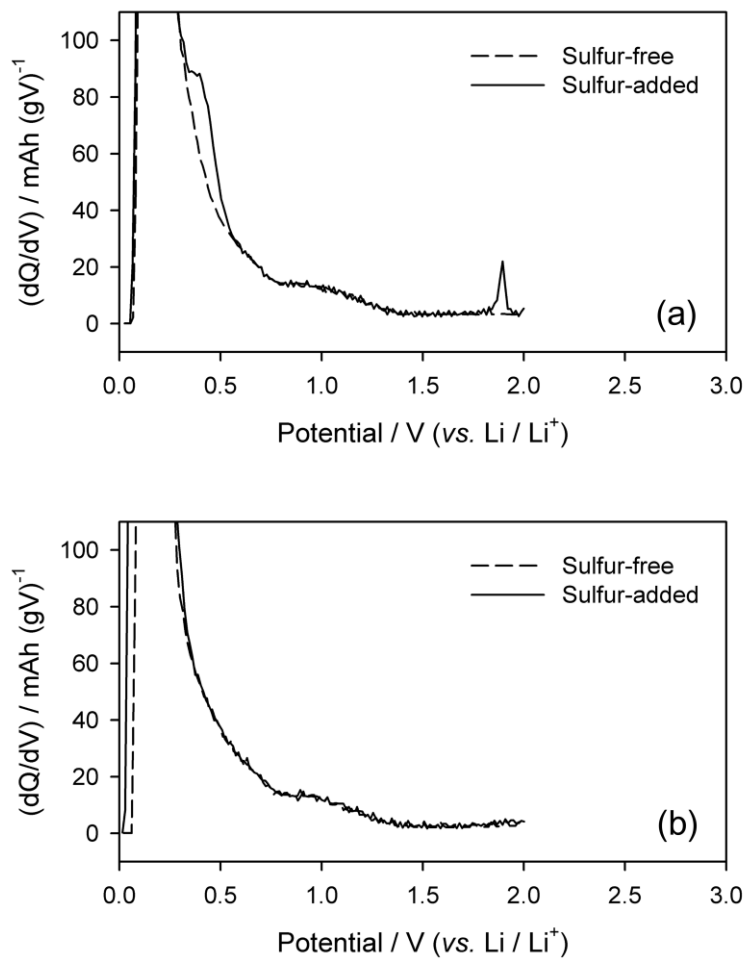 100
80
60
40
20
0
(dQ/dV) / mAh (gV)⁻¹
Sulfur-free
Sulfur-added
(a)
0.0 0.5 1.0 1.5 2.0 2.5 3.0
Potential / V (vs. Li / Li⁺)
100
80
60
40
20
0
(dQ/dV) / mAh (gV)⁻¹
Sulfur-free
Sulfur-added
(b)
0.0 0.5 1.0 1.5 2.0 2.5 3.0
Potential / V (vs. Li / Li⁺)